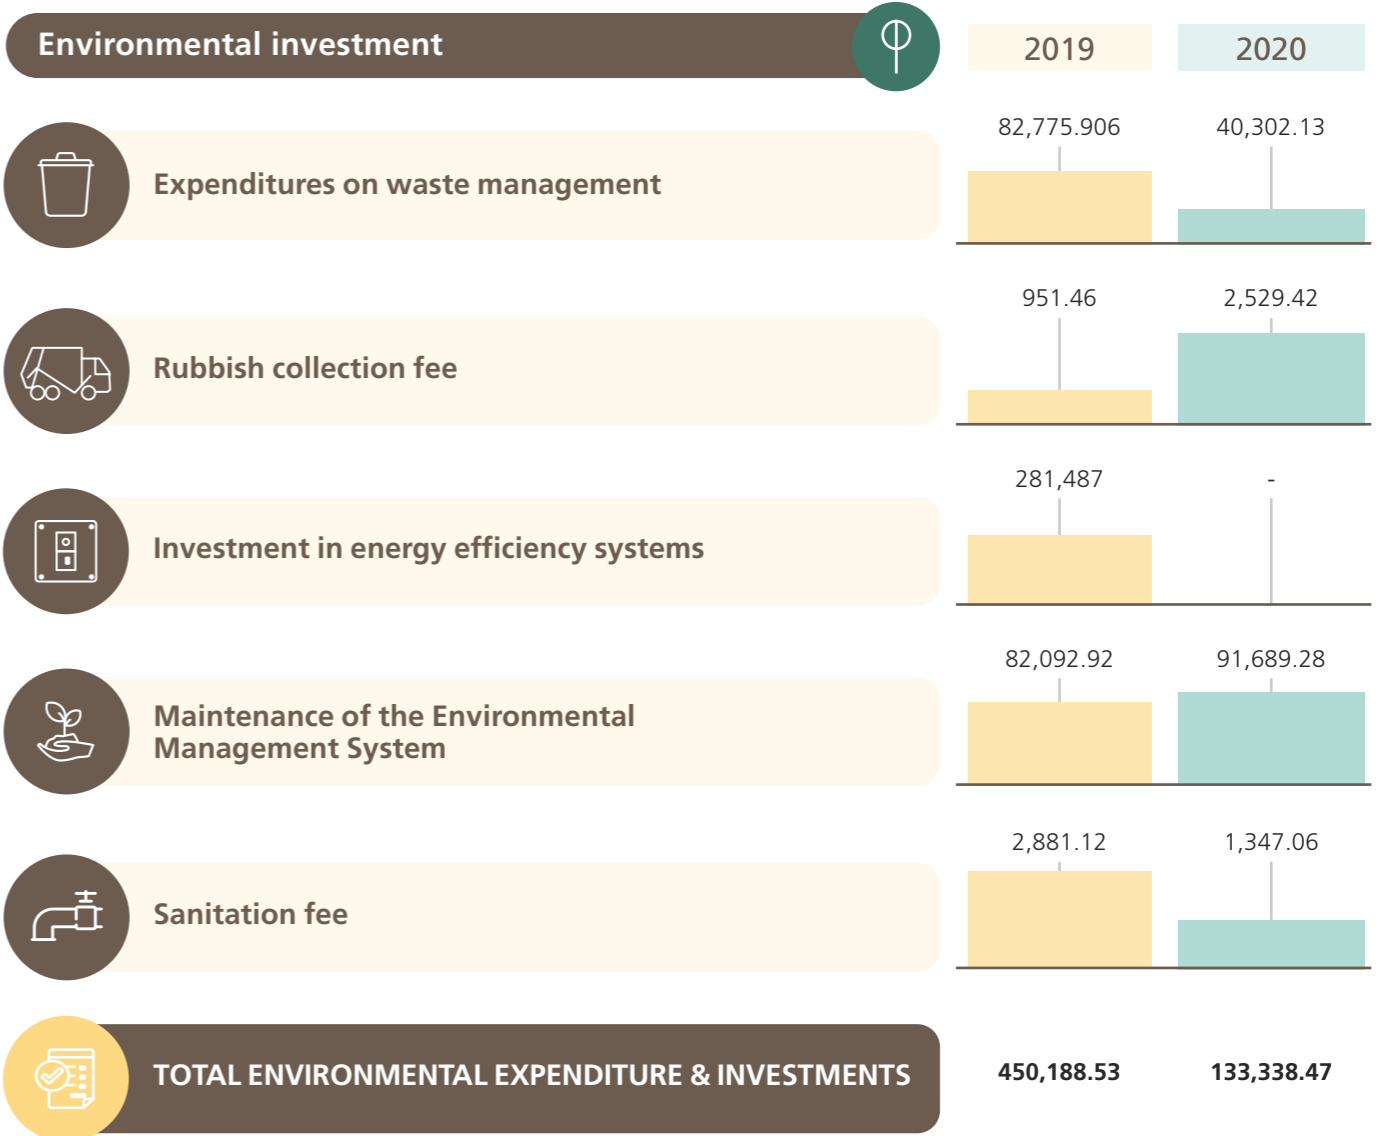 Environmental investment
2019
2020
82,775.906
40,302.13
Expenditures on waste management
951.46
2,529.42
Rubbish collection fee
281,487
-
Investment in energy efficiency systems
82,092.92
91,689.28
Maintenance of the Environmental
Management System
2,881.12
1,347.06
Sanitation fee
TOTAL ENVIRONMENTAL EXPENDITURE & INVESTMENTS
450,188.53
133,338.47